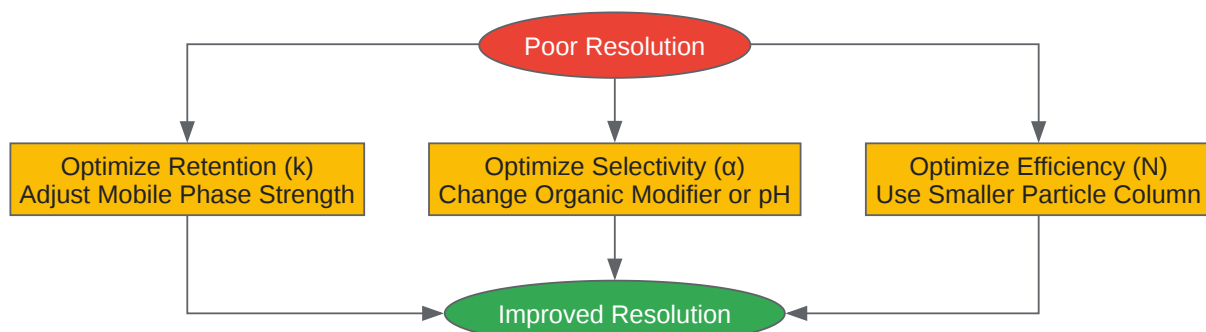 Poor Resolution
Optimize Retention (k)
Adjust Mobile Phase Strength
Optimize Selectivity (α)
Change Organic Modifier or pH
Optimize Efficiency (N)
Use Smaller Particle Column
Improved Resolution